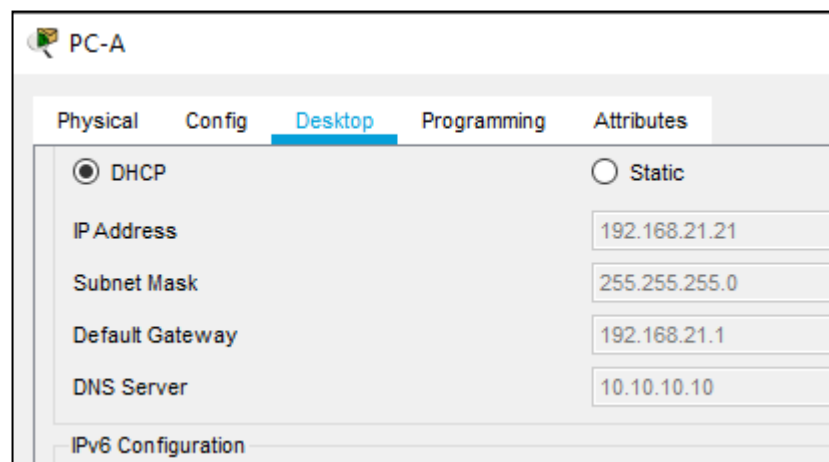 PC-A
Physical Config Desktop Programming Attributes
DHCP Static
IP Address 192.168.21.21
Subnet Mask 255.255.255.0
Default Gateway 192.168.21.1
DNS Server 10.10.10.10
IPv6 Configuration